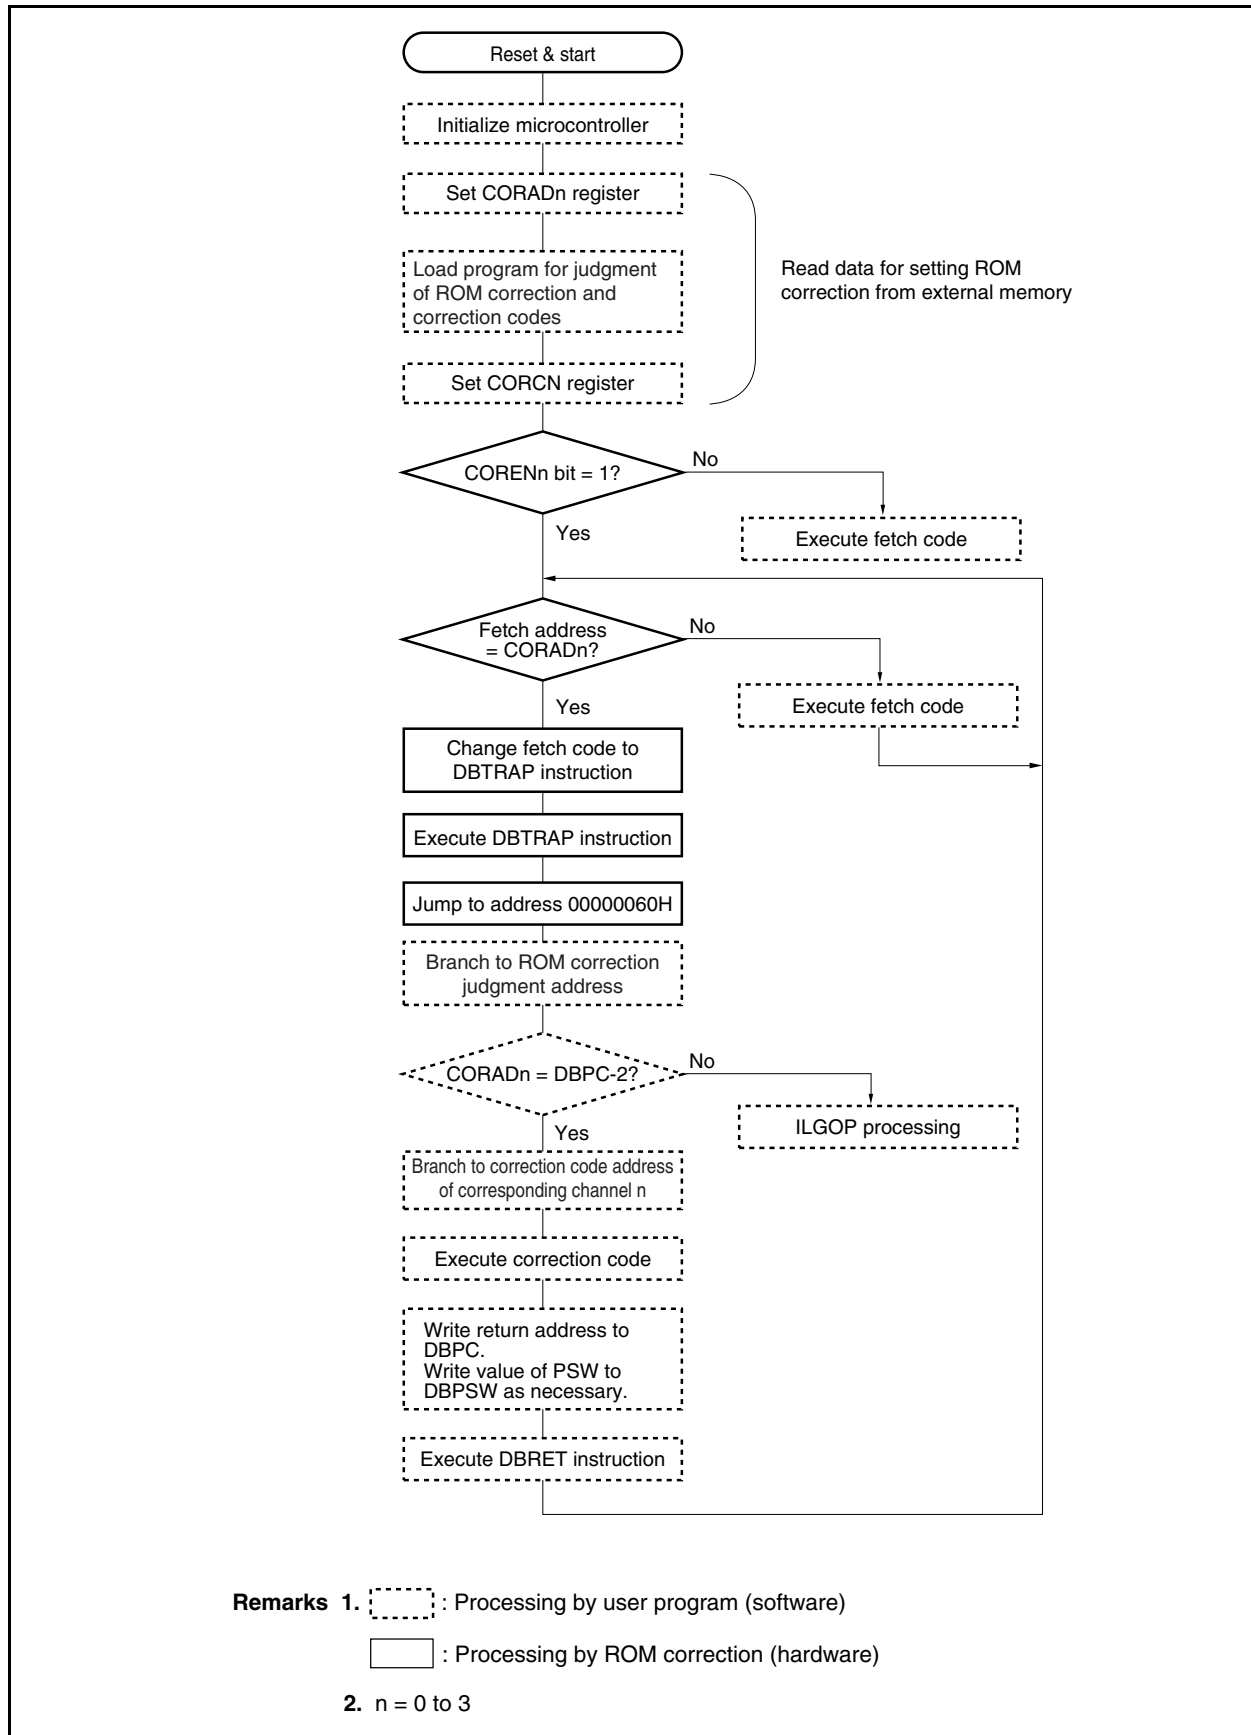 Reset & start
Initialize microcontroller
Set CORADn register
Load program for judgment
of ROM correction and
correction codes
Read data for setting ROM
correction from external memory
Set CORCN register
CORENn bit = 1?
No
Yes
Execute fetch code
Fetch address
= CORADn?
No
Yes
Execute fetch code
Change fetch code to
DBTRAP instruction
Execute DBTRAP instruction
Jump to address 00000060H
Branch to ROM correction
judgment address
CORADn = DBPC-2?
No
Yes
ILGOP processing
Branch to correction code address
of corresponding channel n
Execute correction code
Write return address to
DBPC.
Write value of PSW to
DBPSW as necessary.
Execute DBRET instruction
Remarks 1. : Processing by user program (software)
: Processing by ROM correction (hardware)
2. n = 0 to 3